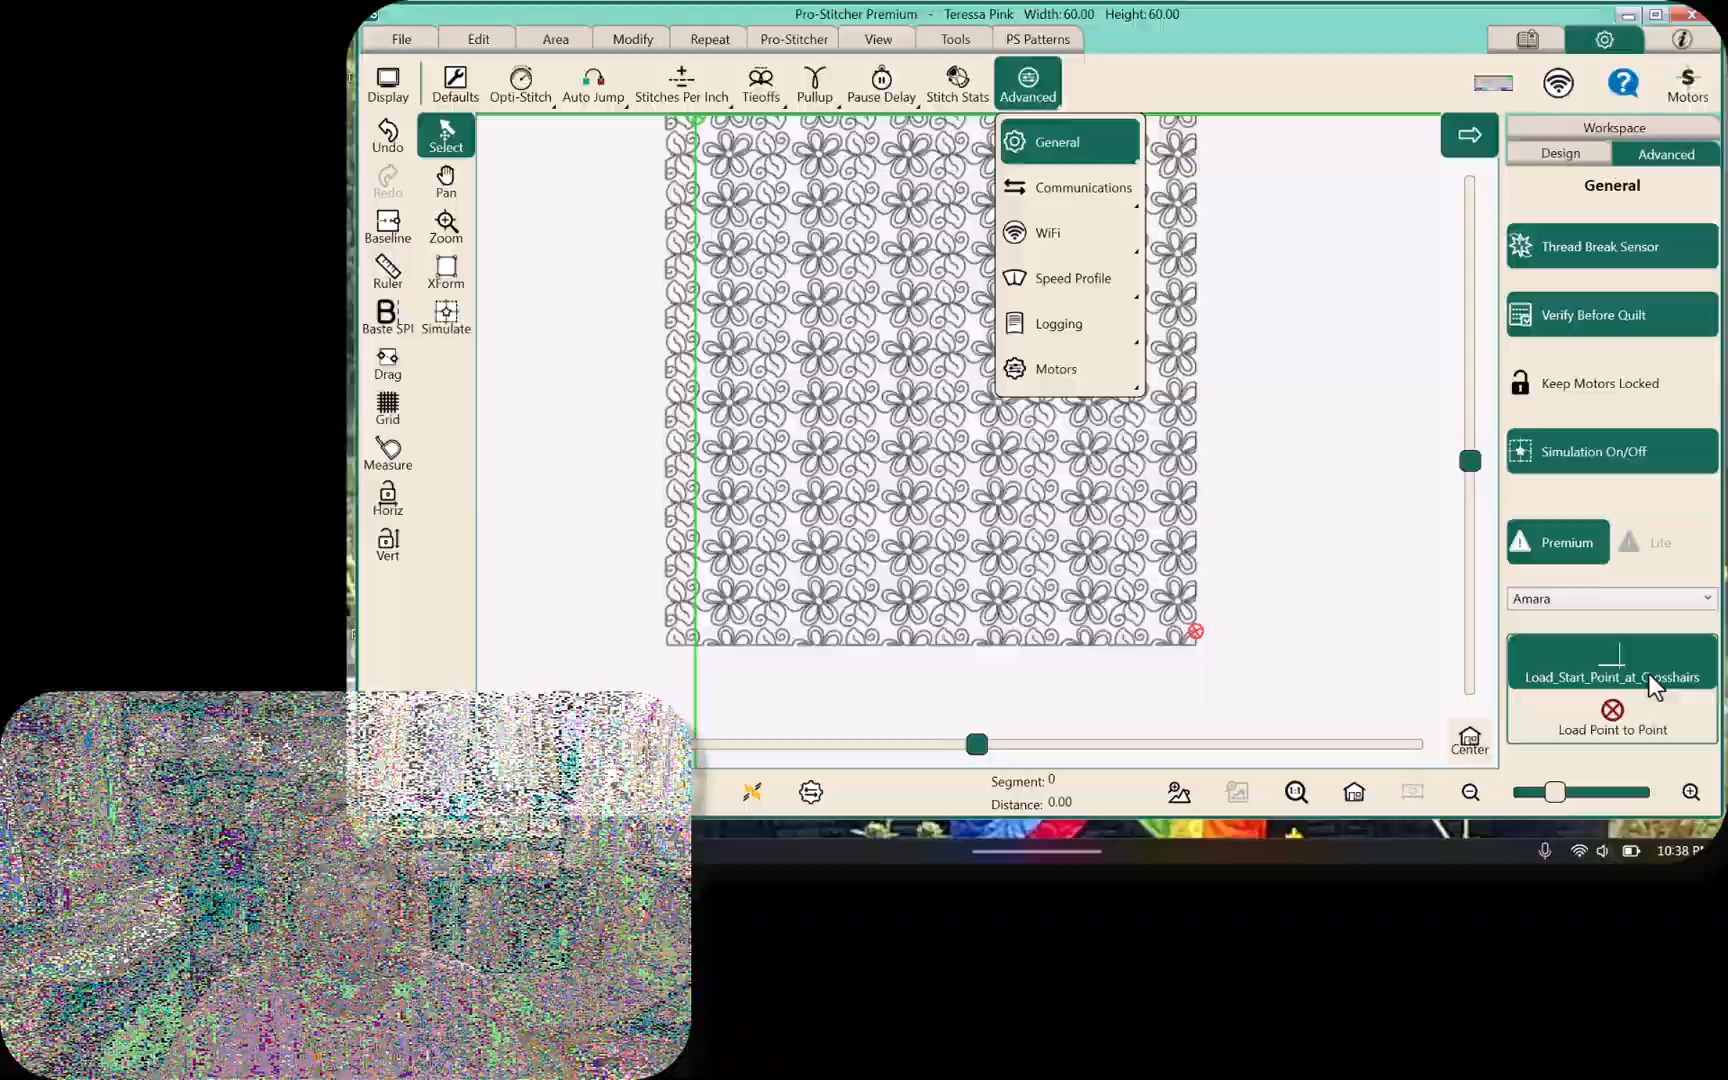 Pro-Stitcher Premium - Teressa Pink Width:60.00 Height:60.00
File Edit Area Modify Repeat Pro-Stitcher View Tools PS Patterns
Display Defaults Opti-Stitch Auto Jump Stitches Per Inch Tieoffs Pullup Pause Delay Stitch Stats Advanced Motors
Undo Select
Redo Pan
Baseline Zoom
Ruler XForm
Baste SPI Simulate
Drag
Grid
Measure
Horiz
Vert
General
Communications
WiFi
Speed Profile
Logging
Motors
Workspace
Design Advanced
General
Thread Break Sensor
Verify Before Quilt
Keep Motors Locked
Simulation On/Off
Premium Lite
Amara
Load_Start_Point_at_Crosshairs
Load Point to Point
Center
Segment: 0
Distance: 0.00
10:38 P